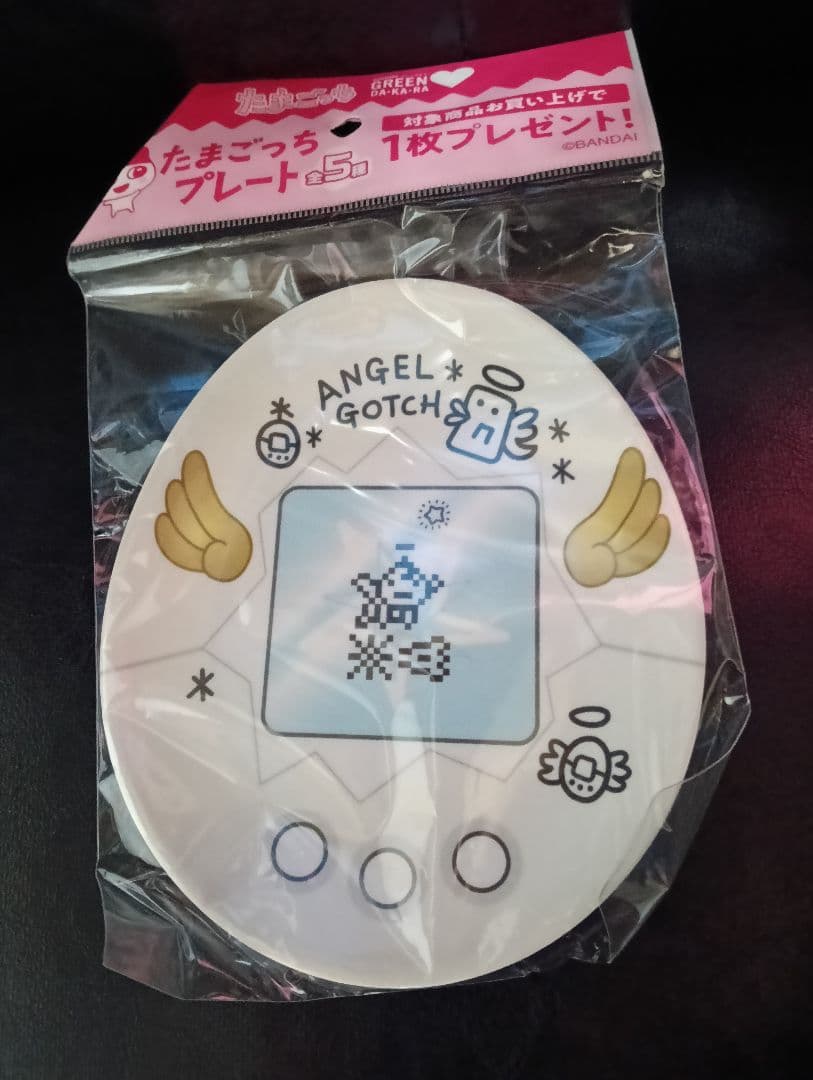 たまごっち
GREEN
DA・KA・RA
たまごっち
プレート 全5種
対象商品お買い上げで
1枚プレゼント!
©BANDAI
ANGEL
GOTCH